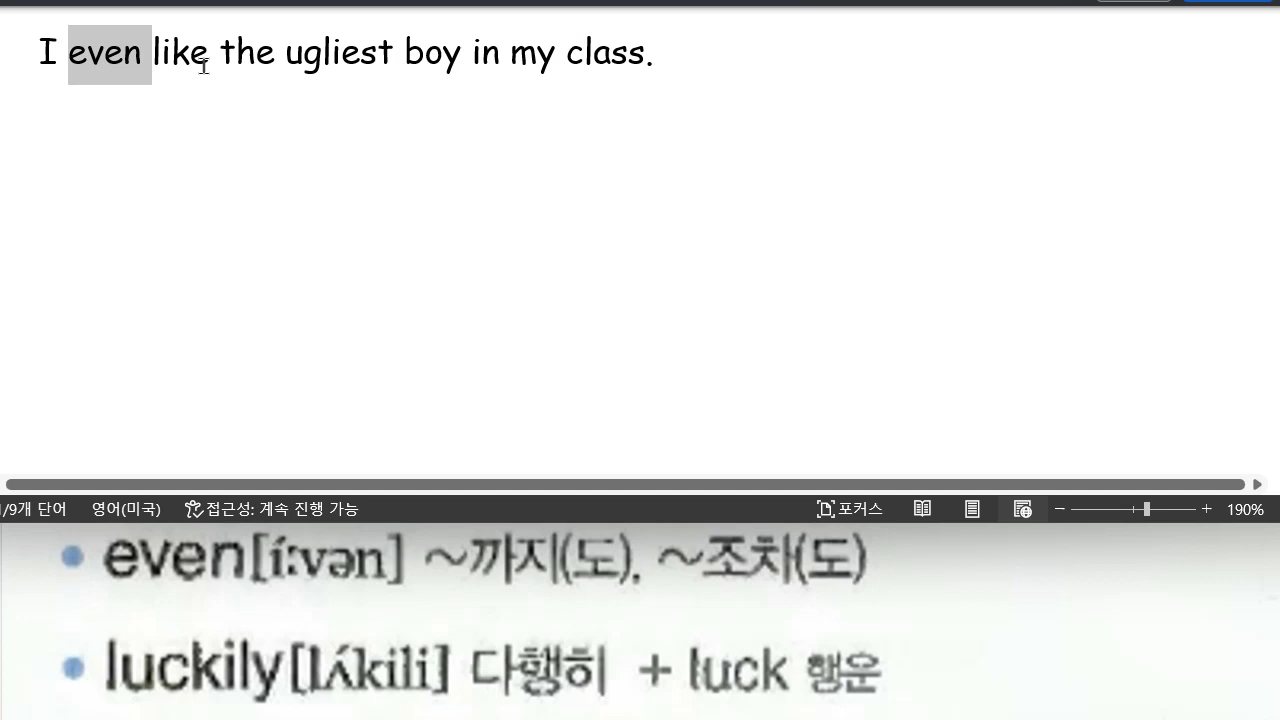 I even like the ugliest boy in my class.
/9개 단어 영어(미국) 접근성: 계속 진행 가능 포커스 190%
even[íːvən] ~까지(도), ~조차(도)
luckily[lʌ́kili] 다행히 + luck 행운